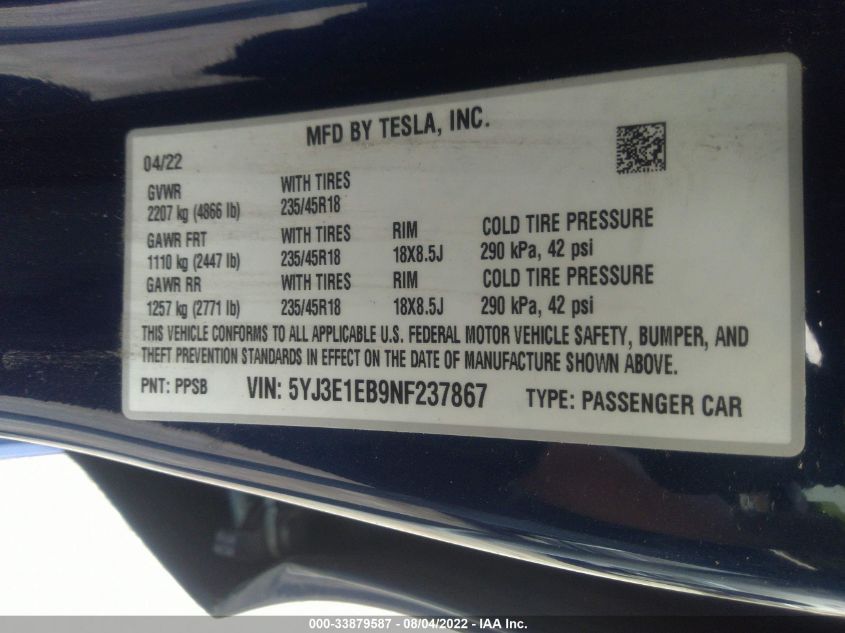 MFD BY TESLA, INC.
04/22
GVWR WITH TIRES
2207 kg (4866 lb) 235/45R18
GAWR FRT WITH TIRES RIM COLD TIRE PRESSURE
1110 kg (2447 lb) 235/45R18 18X8.5J 290 kPa, 42 psi
GAWR RR WITH TIRES RIM COLD TIRE PRESSURE
1257 kg (2771 lb) 235/45R18 18X8.5J 290 kPa, 42 psi
THIS VEHICLE CONFORMS TO ALL APPLICABLE U.S. FEDERAL MOTOR VEHICLE SAFETY, BUMPER, AND
THEFT PREVENTION STANDARDS IN EFFECT ON THE DATE OF MANUFACTURE SHOWN ABOVE.
PNT: PPSB VIN: 5YJ3E1EB9NF237867 TYPE: PASSENGER CAR
000-33879587 - 08/04/2022 - © IAA, Inc.